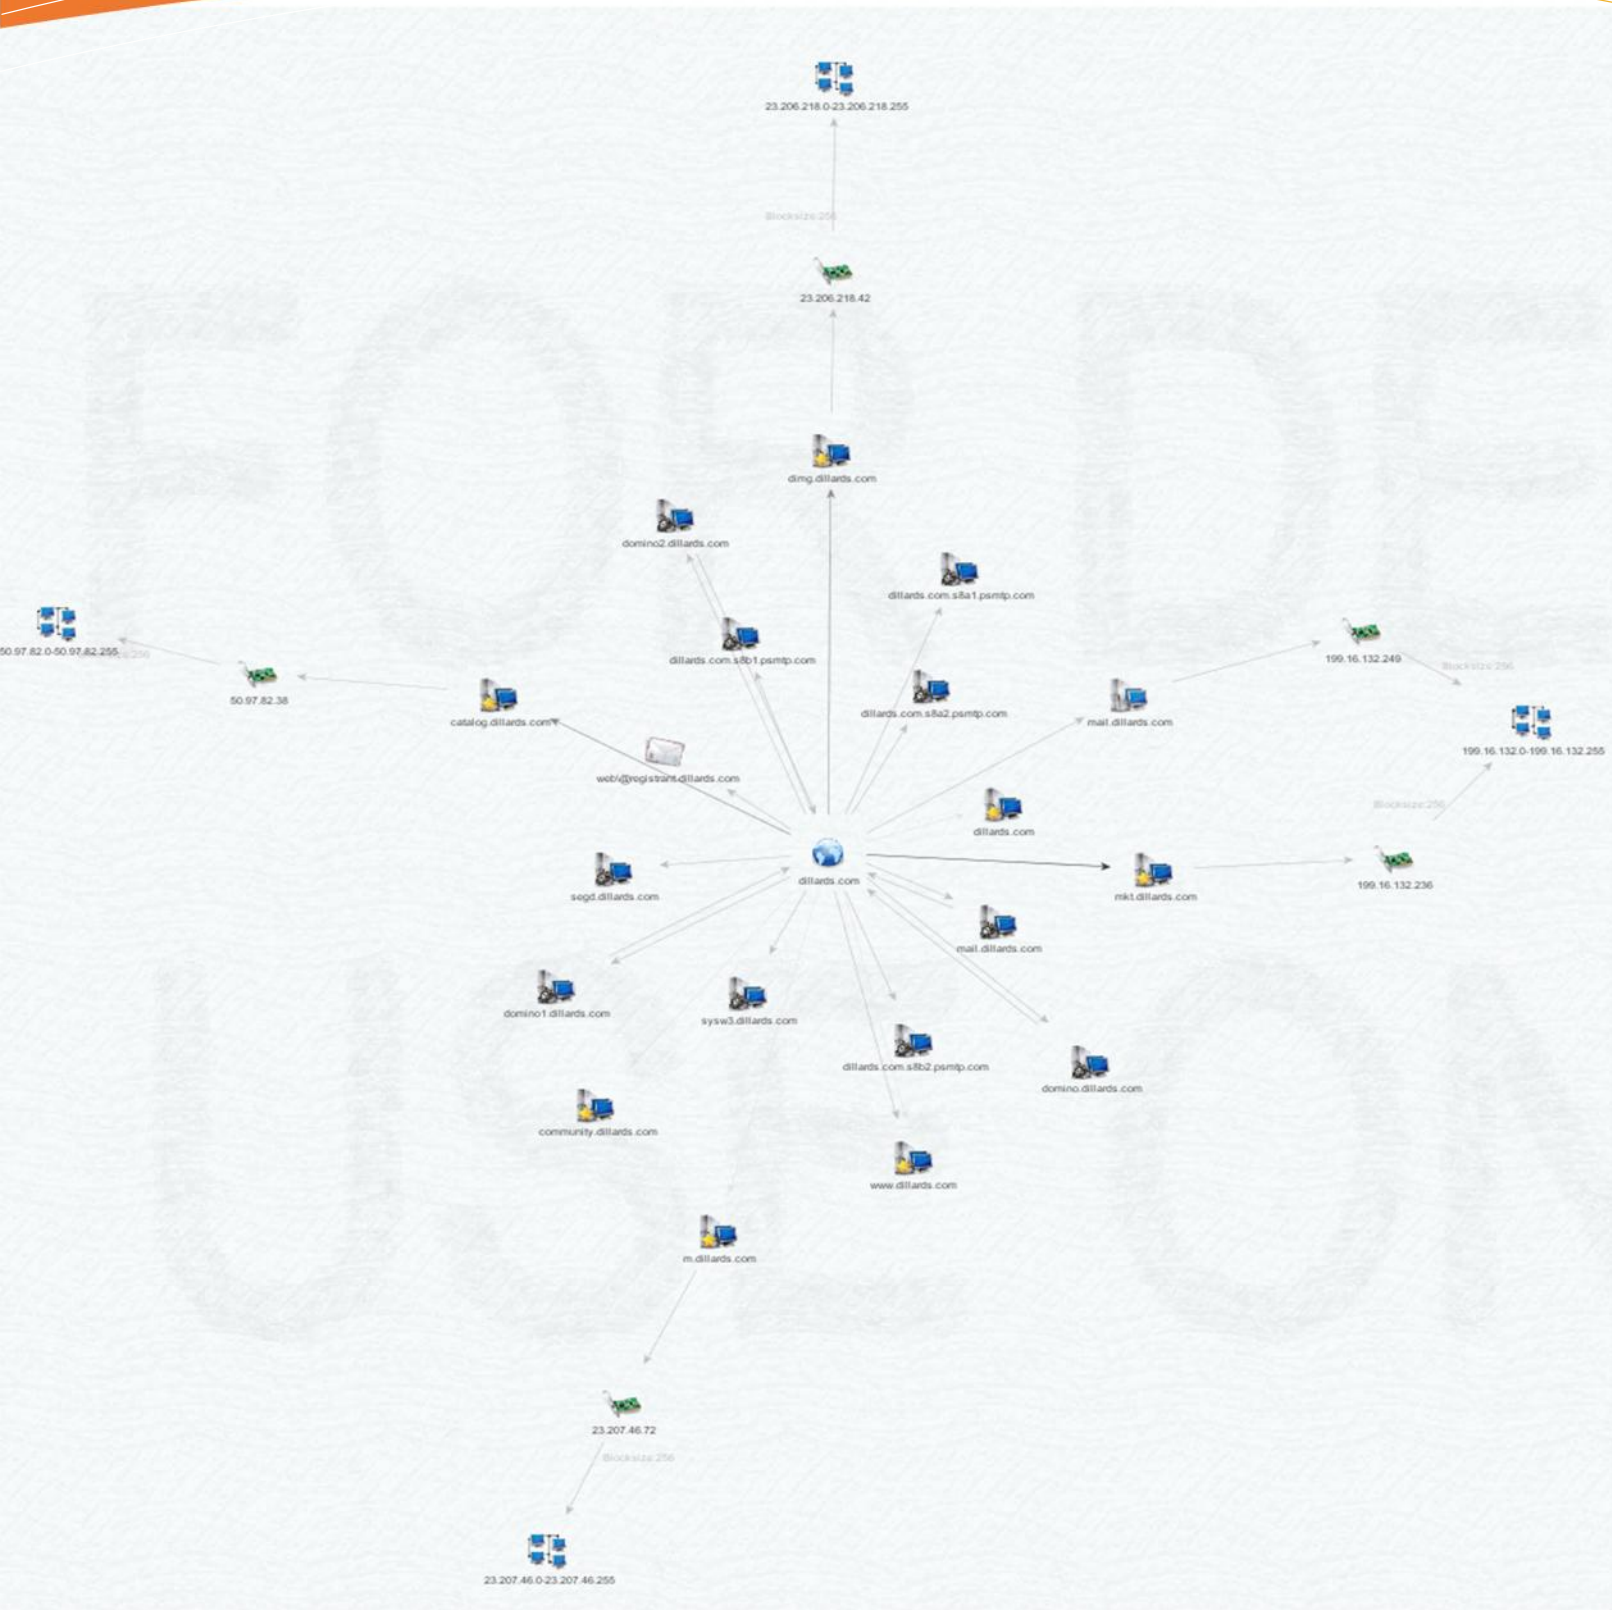 23.206.218.0-23.206.218.255
Blocksize:256
23.206.218.42
dimg.dillards.com
domino2.dillards.com
dillards.com.s8a1.psmtp.com
dillards.com.s8b1.psmtp.com
199.16.132.249
50.97.82.0-50.97.82.255
Blocksize:256
50.97.82.38
dillards.com.s8a2.psmtp.com
catalog.dillards.com
mail.dillards.com
199.16.132.0-199.16.132.255
web\@registrant.dillards.com
Blocksize:256
dillards.com
dillards.com
199.16.132.236
segd.dillards.com
mkt.dillards.com
mail.dillards.com
domino1.dillards.com
sysw3.dillards.com
dillards.com.s8b2.psmtp.com
domino.dillards.com
community.dillards.com
www.dillards.com
m.dillards.com
23.207.46.72
Blocksize:256
23.207.46.0-23.207.46.255
FOR DE
USE ON